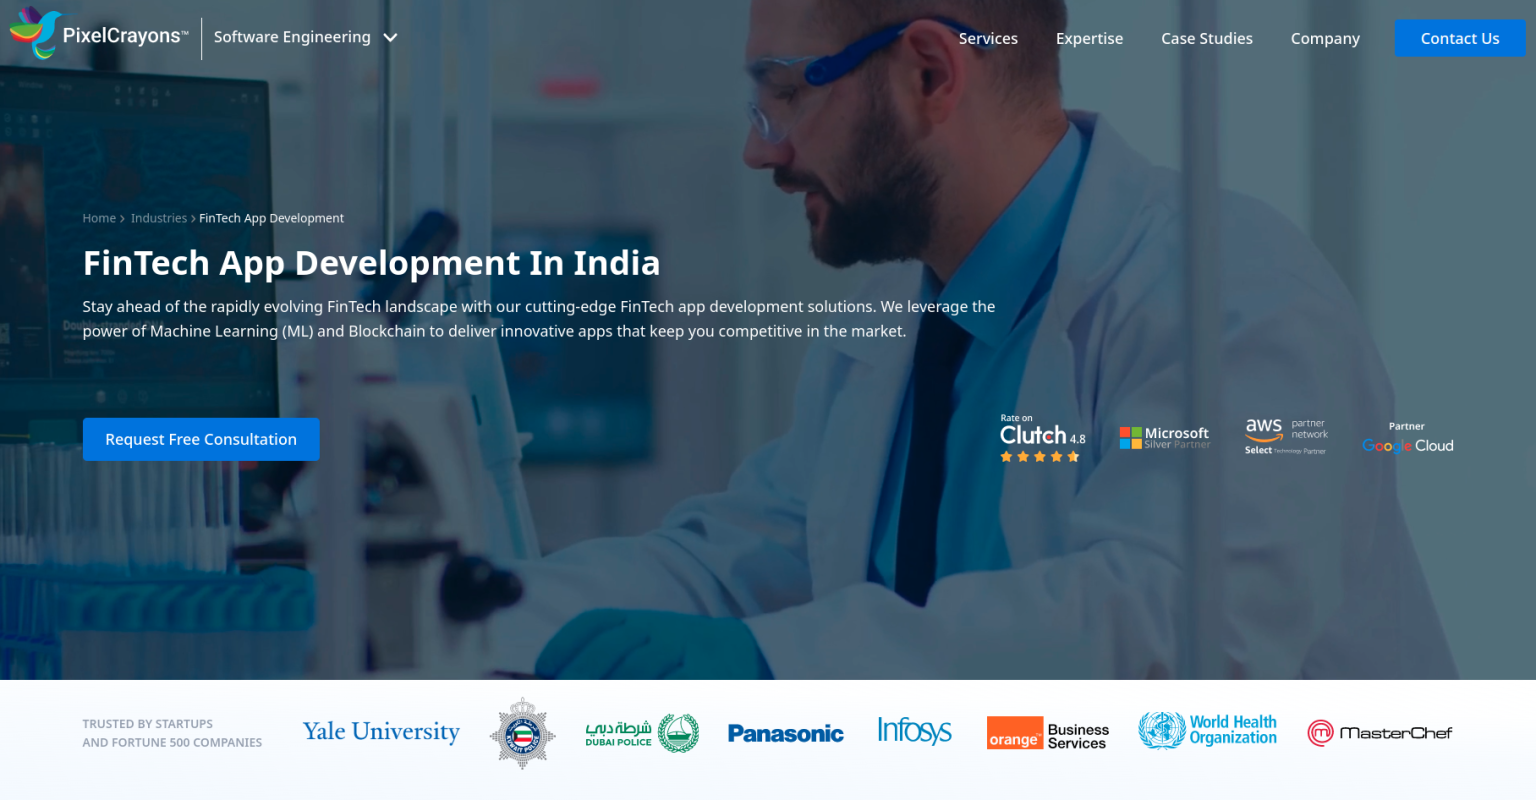 PixelCrayons™
Software Engineering
Services
Expertise
Case Studies
Company
Contact Us
Home > Industries > FinTech App Development
FinTech App Development In India
Stay ahead of the rapidly evolving FinTech landscape with our cutting-edge FinTech app development solutions. We leverage the
power of Machine Learning (ML) and Blockchain to deliver innovative apps that keep you competitive in the market.
Request Free Consultation
Rate on
Clutch 4.8
Microsoft
Silver Partner
aws partner
network
Select Technology Partner
Partner
Google Cloud
TRUSTED BY STARTUPS
AND FORTUNE 500 COMPANIES
Yale University
KUWAIT POLICE
شرطة دبي
DUBAI POLICE
Panasonic
Infosys
orange™
Business
Services
World Health
Organization
MasterChef